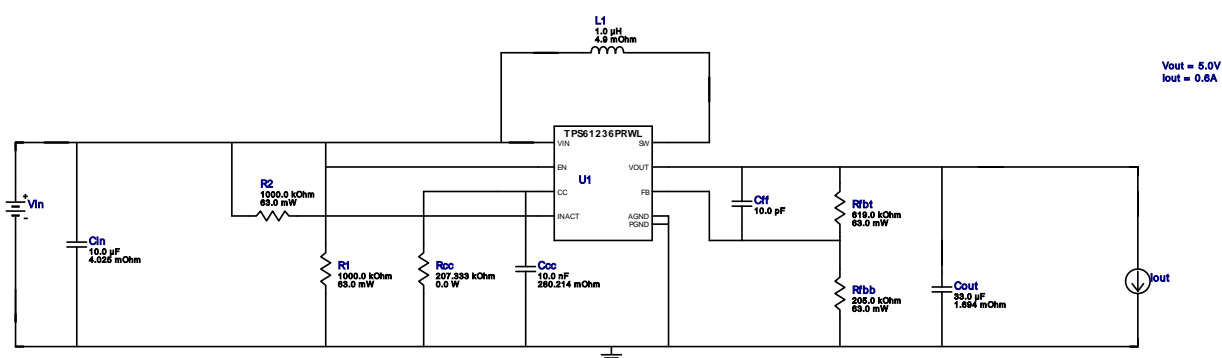 L1
1.0 µH
4.9 mOhm
Vout = 5.0V
Iout = 0.6A
TPS61236PRWL
VIN
SW
EN
VOUT
U1
CC
FB
INACT
AGND
PGND
R2
1000.0 kOhm
63.0 mW
Vin
+
-
Cin
10.0 µF
4.025 mOhm
R1
1000.0 kOhm
63.0 mW
Rcc
207.333 kOhm
0.0 W
Ccc
10.0 nF
280.214 mOhm
Cff
10.0 pF
Rfbt
619.0 kOhm
63.0 mW
Rfbb
205.0 kOhm
63.0 mW
Cout
33.0 µF
1.694 mOhm
Iout